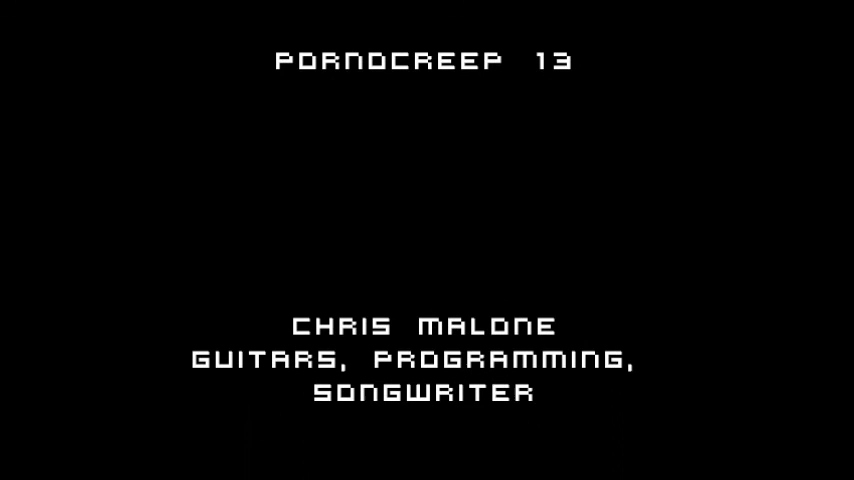 PORNOCREEP 13
CHRIS MALONE
GUITARS, PROGRAMMING,
SONGWRITER